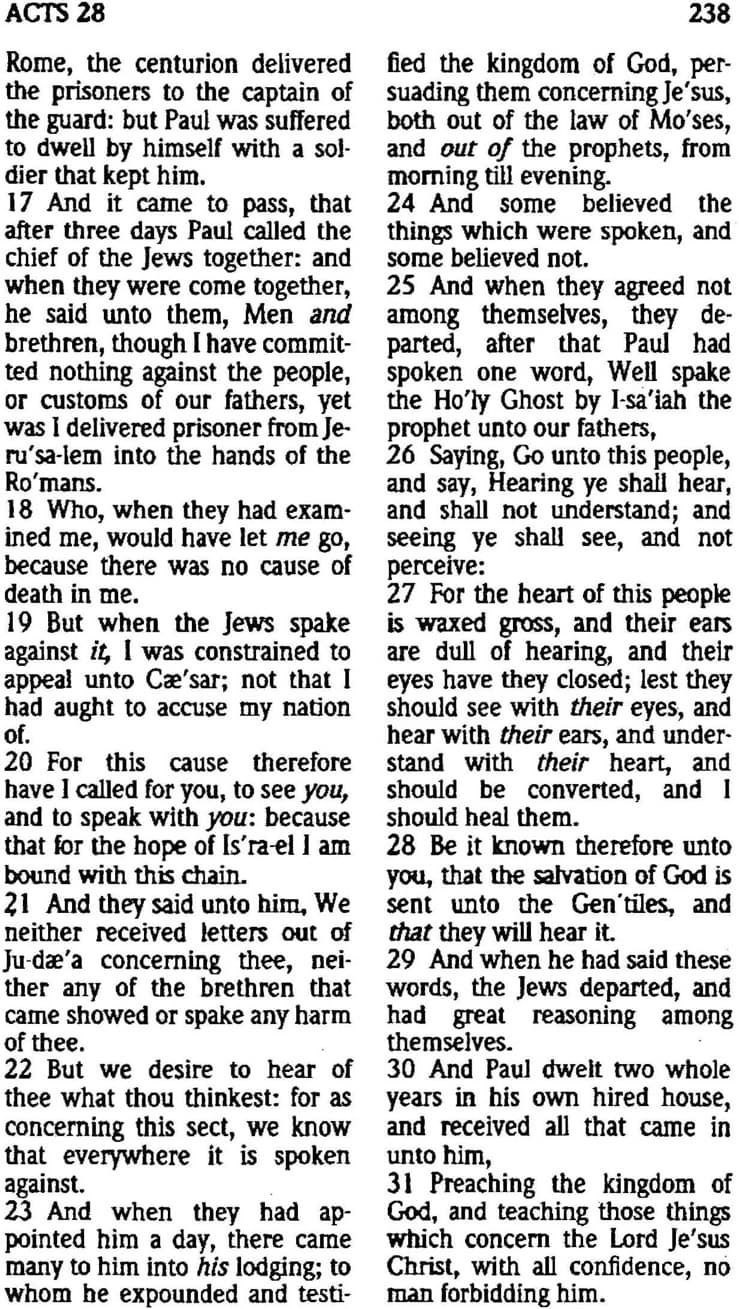 ACTS 28
238
Rome, the centurion delivered
the prisoners to the captain of
the guard: but Paul was suffered
to dwell by himself with a sol-
dier that kept him.
17 And it came to pass, that
after three days Paul called the
chief of the Jews together: and
when they were come together,
he said unto them, Men and
brethren, though I have commit-
ted nothing against the people,
or customs of our fathers, yet
was I delivered prisoner from Je-
ru'sa-lem into the hands of the
Ro'mans.
18 Who, when they had exam-
ined me, would have let me go,
because there was no cause of
death in me.
19 But when the Jews spake
against it, I was constrained to
appeal unto Cæ'sar; not that I
had aught to accuse my nation
of.
20 For this cause therefore
have I called for you, to see you,
and to speak with you: because
that for the hope of Is'ra-el I am
bound with this chain.
21 And they said unto him, We
neither received letters out of
Ju-dæ'a concerning thee, nei-
ther any of the brethren that
came showed or spake any harm
of thee.
22 But we desire to hear of
thee what thou thinkest: for as
concerning this sect, we know
that everywhere it is spoken
against.
23 And when they had ap-
pointed him a day, there came
many to him into his lodging; to
whom he expounded and testi-
fied the kingdom of God, per-
suading them concerning Je'sus,
both out of the law of Mo'ses,
and out of the prophets, from
morning till evening.
24 And some believed the
things which were spoken, and
some believed not.
25 And when they agreed not
among themselves, they de-
parted, after that Paul had
spoken one word, Well spake
the Ho'ly Ghost by I-sa'iah the
prophet unto our fathers,
26 Saying, Go unto this people,
and say, Hearing ye shall hear,
and shall not understand; and
seeing ye shall see, and not
perceive:
27 For the heart of this people
is waxed gross, and their ears
are dull of hearing, and their
eyes have they closed; lest they
should see with their eyes, and
hear with their ears, and under-
stand with their heart, and
should be converted, and I
should heal them.
28 Be it known therefore unto
you, that the salvation of God is
sent unto the Gen'tiles, and
that they will hear it.
29 And when he had said these
words, the Jews departed, and
had great reasoning among
themselves.
30 And Paul dwelt two whole
years in his own hired house,
and received all that came in
unto him,
31 Preaching the kingdom of
God, and teaching those things
which concern the Lord Je'sus
Christ, with all confidence, no
man forbidding him.